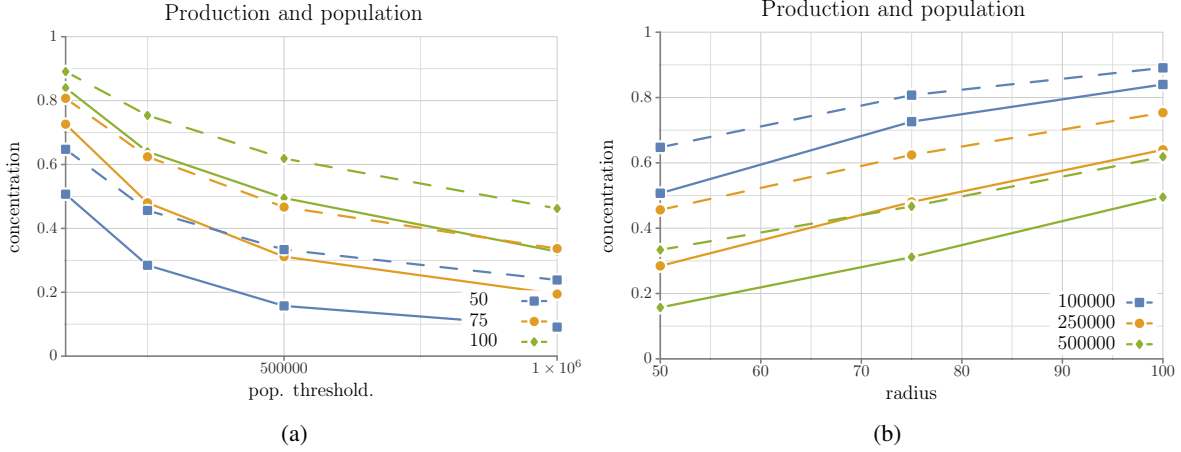 Production and population
1
0.8
0.6
0.4
0.2
0
concentration
500000
1 × 10⁶
pop. threshold.
50
75
100
(a)
Production and population
1
0.8
0.6
0.4
0.2
0
concentration
50
60
70
80
90
100
radius
100000
250000
500000
(b)